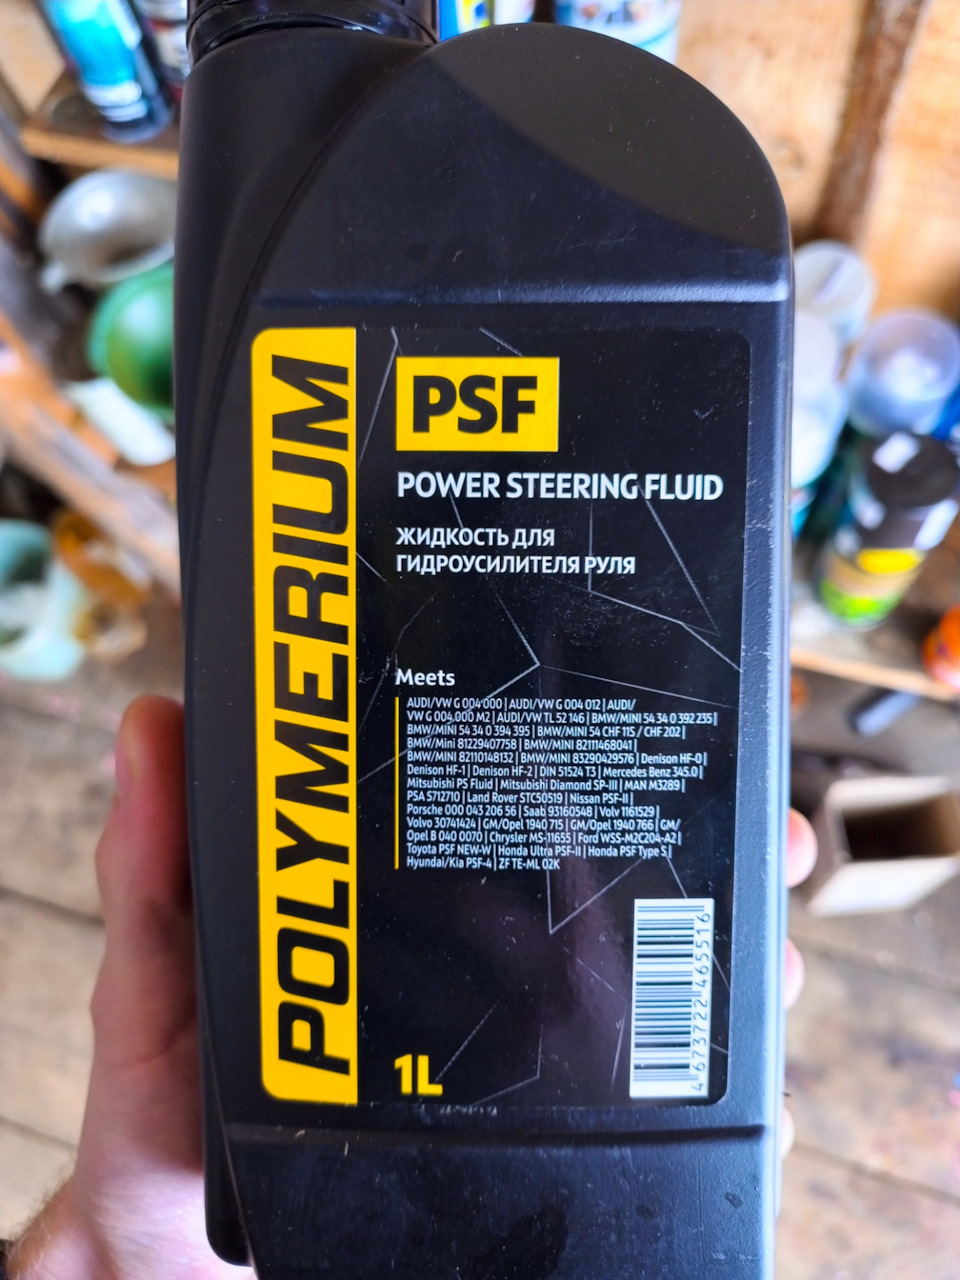 POLYMERIUM
PSF
POWER STEERING FLUID
ЖИДКОСТЬ ДЛЯ
ГИДРОУСИЛИТЕЛЯ РУЛЯ
Meets
AUDI/VW G 004 000 | AUDI/VW G 004 012 | AUDI/
VW G 004 000 M2 | AUDI/VW TL 52 146 | BMW/MINI 54 34 0 392 235 |
BMW/MINI 54 34 0 394 395 | BMW/MINI 54 CHF 11S / CHF 202 |
BMW/Mini 81229407758 | BMW/MINI 82111468041 |
BMW/MINI 82110148132 | BMW/MINI 83290429576 | Denison HF-0 |
Denison HF-1 | Denison HF-2 | DIN 51524 T3 | Mercedes Benz 345.0 |
Mitsubishi PS Fluid | Mitsubishi Diamond SP-III | MAN M3289 |
PSA S712710 | Land Rover STC50519 | Nissan PSF-II |
Porsche 000 043 206 56 | Saab 93160548 | Volv 1161529 |
Volvo 30741424 | GM/Opel 1940 715 | GM/Opel 1940 766 | GM/
Opel B 040 0070 | Chrysler MS-11655 | Ford WSS-M2C204-A2 |
Toyota PSF NEW-W | Honda Ultra PSF-II | Honda PSF Type S |
Hyundai/Kia PSF-4 | ZF TE-ML 02K
1L
4 673722 465516